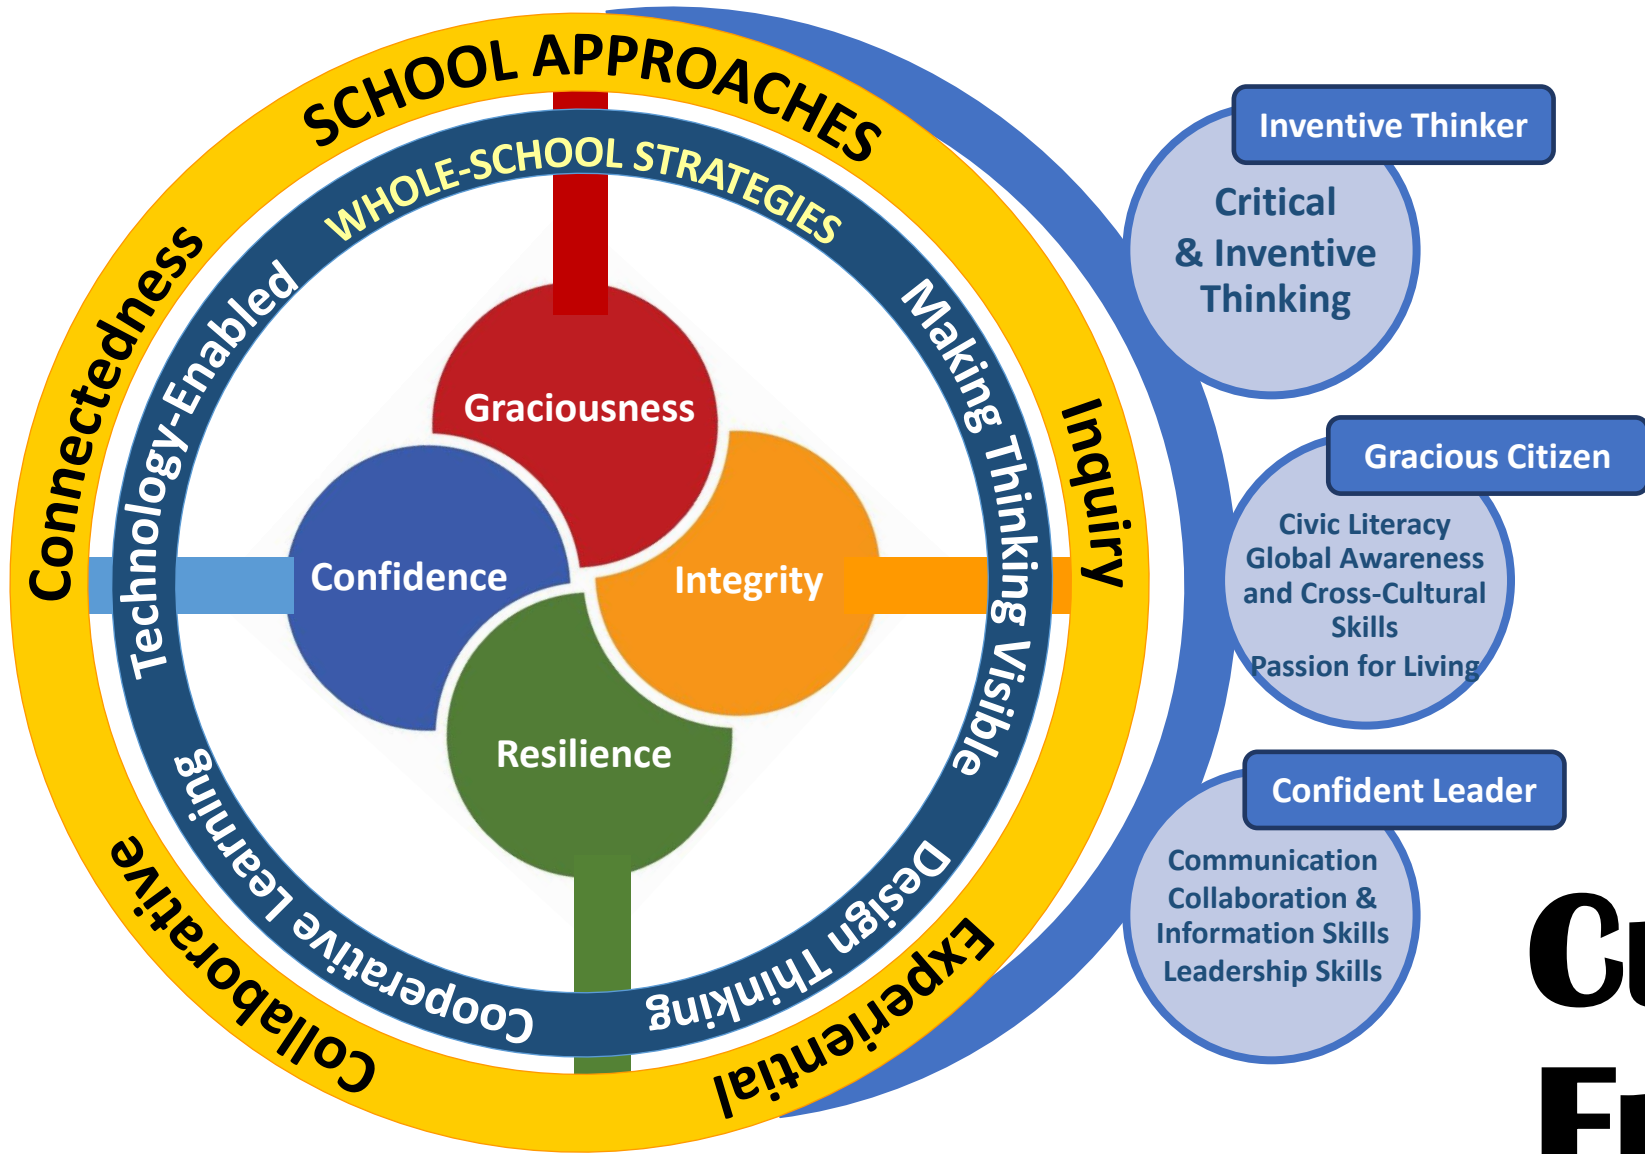 SCHOOL APPROACHES
WHOLE-SCHOOL STRATEGIES
Connectedness
Technology-Enabled
Making Thinking Visible
Inquiry
Graciousness
Confidence
Integrity
Resilience
Cooperative Learning
Design Thinking
Collaborative
Experiential
Inventive Thinker
Critical
& Inventive
Thinking
Gracious Citizen
Civic Literacy
Global Awareness
and Cross-Cultural
Skills
Passion for Living
Confident Leader
Communication
Collaboration &
Information Skills
Leadership Skills